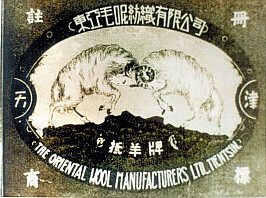 註冊
東亞毛呢紡織有限公司
天津
抵羊牌
THE ORIENTAL WOOL MANUFACTURERS, LTD. TIENTSIN.
商標